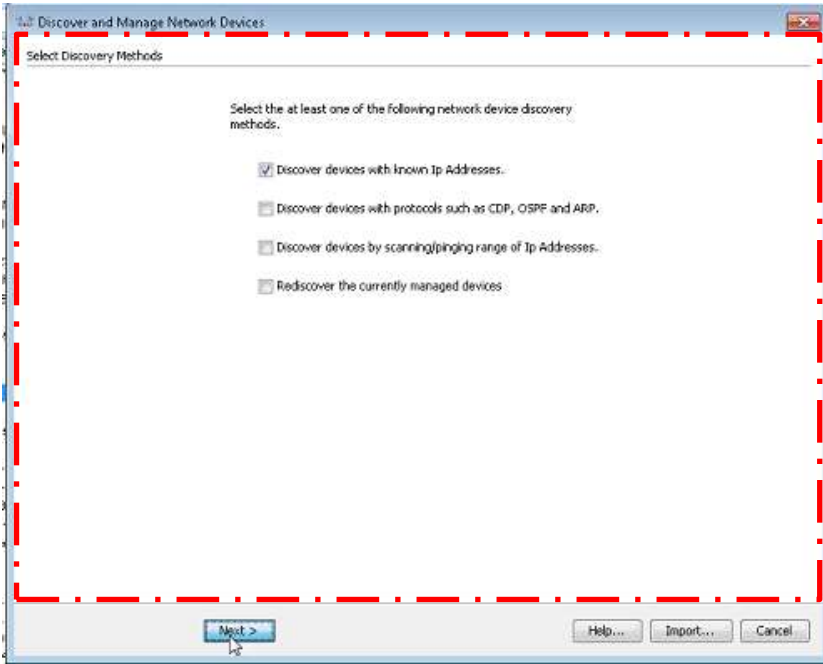 Discover and Manage Network Devices
Select Discovery Methods
Select the at least one of the following network device discovery
methods.
Discover devices with known Ip Addresses.
Discover devices with protocols such as CDP, OSPF and ARP.
Discover devices by scanning/pinging range of Ip Addresses.
Rediscover the currently managed devices
Next >
Help...
Import...
Cancel